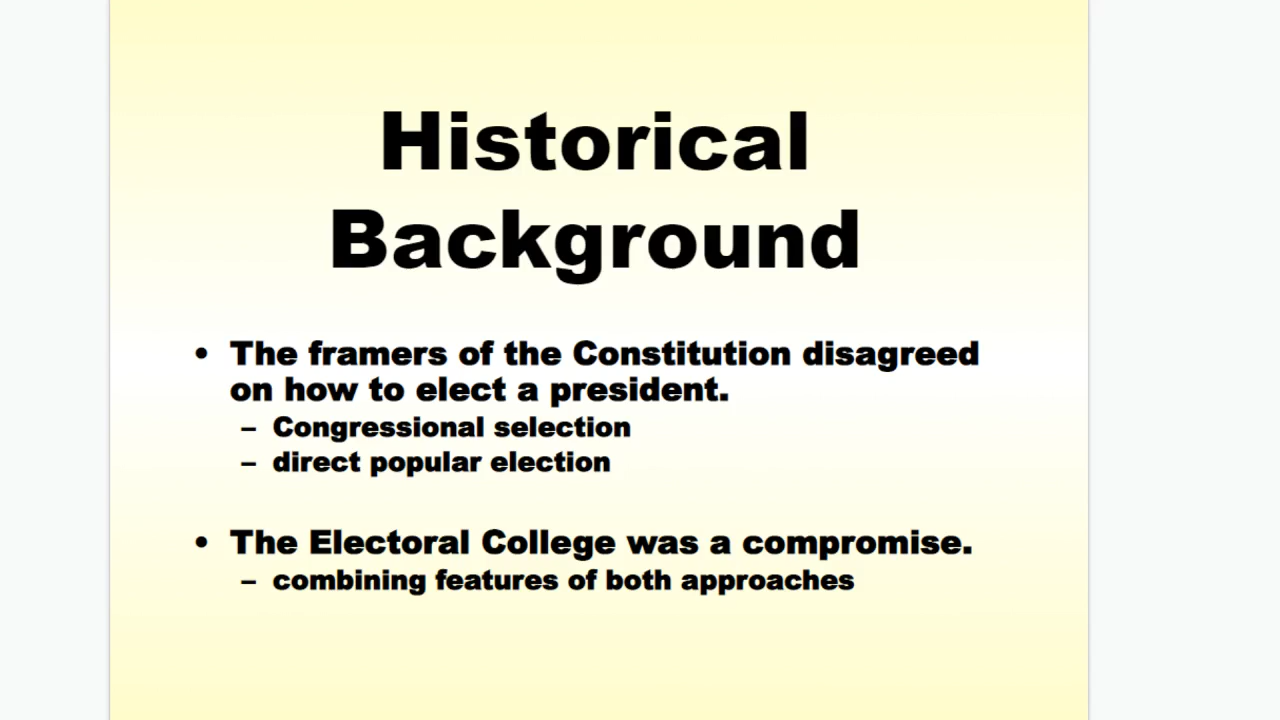 Historical
Background
• The framers of the Constitution disagreed
on how to elect a president.
– Congressional selection
– direct popular election
• The Electoral College was a compromise.
– combining features of both approaches